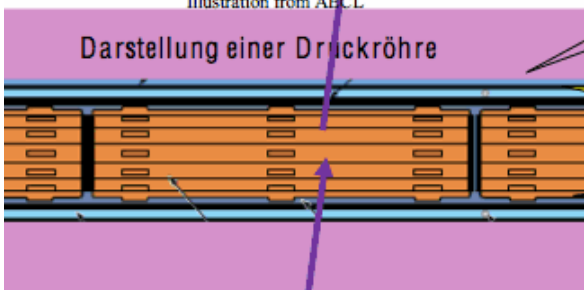 Illustration from AECL
Darstellung einer Druckröhre